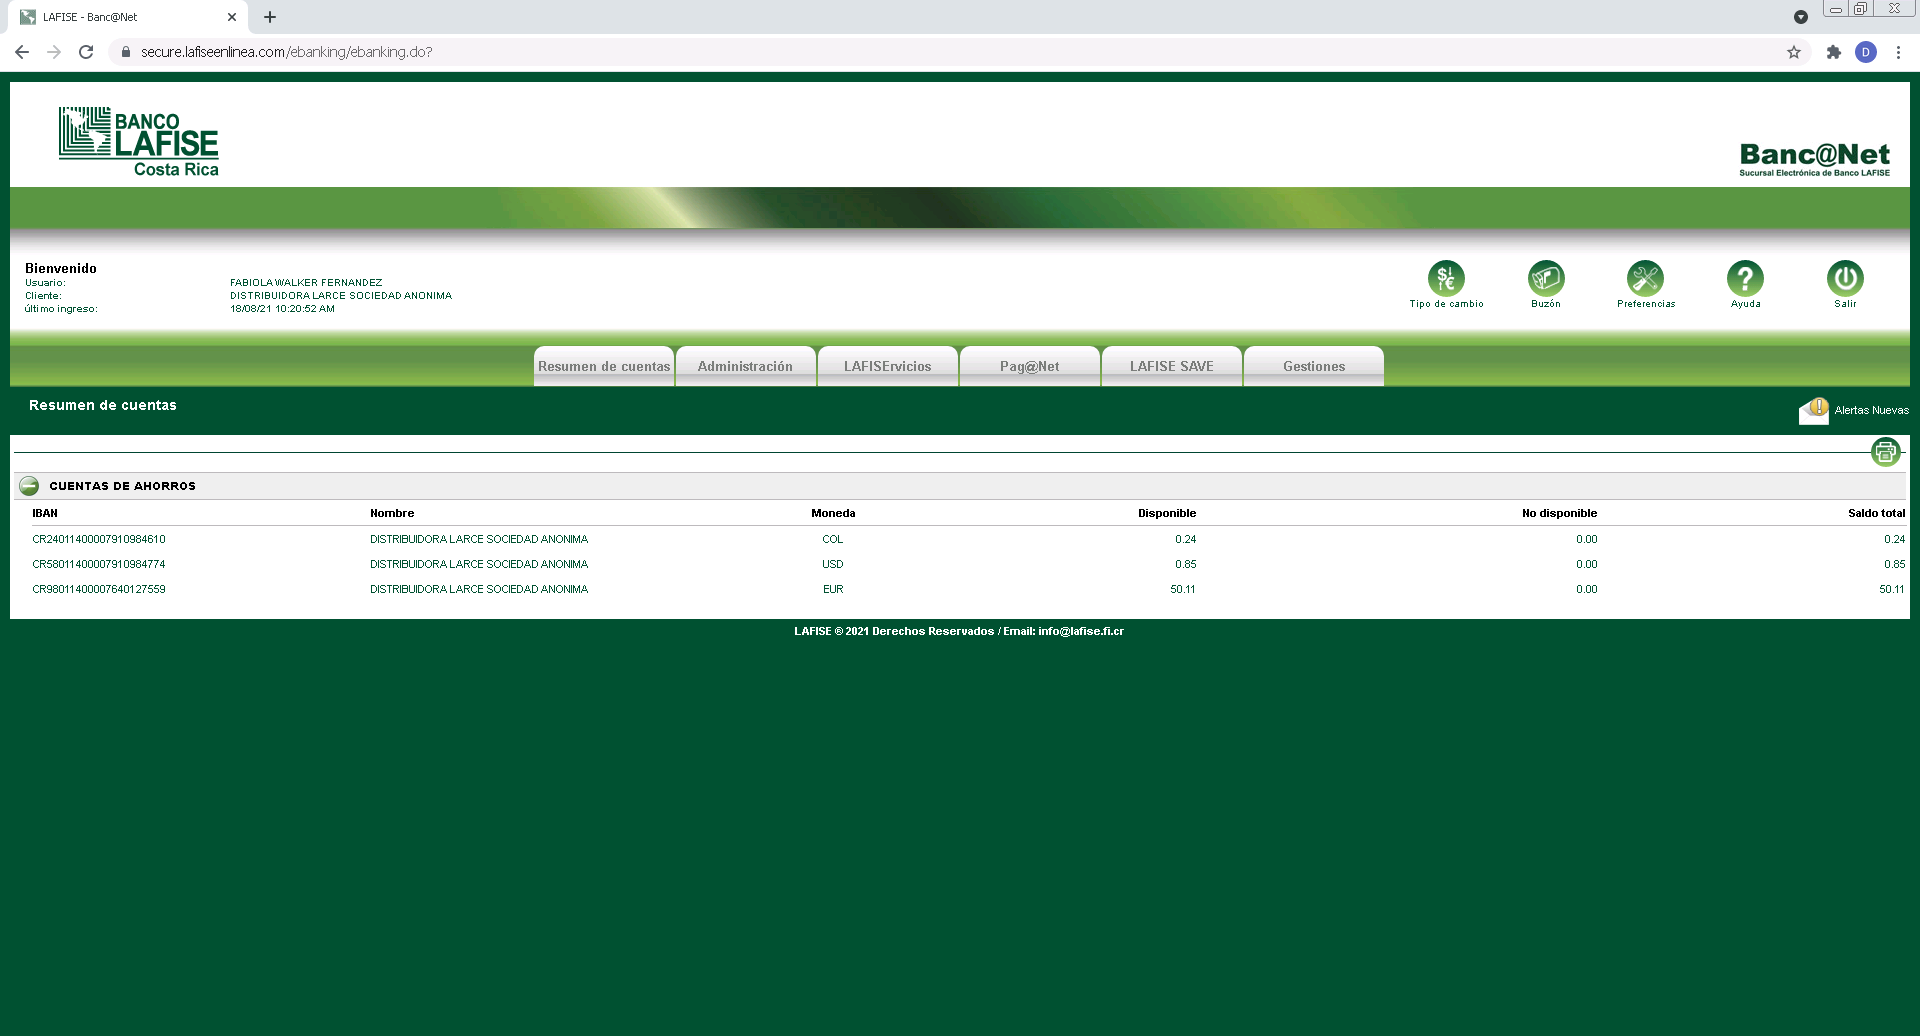 LAFISE - Banc@Net
secure.lafiseenlinea.com/ebanking/ebanking.do?
D
BANCO
LAFISE
Costa Rica
Banc@Net
Sucursal Electrónica de Banco LAFISE
Bienvenido
Usuario: FABIOLA WALKER FERNANDEZ
Cliente: DISTRIBUIDORA LARCE SOCIEDAD ANONIMA
último ingreso: 18/08/21 10:20:52 AM
Tipo de cambio Buzón Preferencias Ayuda Salir
Resumen de cuentas Administración LAFISErvicios Pag@Net LAFISE SAVE Gestiones
Resumen de cuentas
Alertas Nuevas
CUENTAS DE AHORROS
IBAN Nombre Moneda Disponible No disponible Saldo total
CR24011400007910984610 DISTRIBUIDORA LARCE SOCIEDAD ANONIMA COL 0.24 0.00 0.24
CR58011400007910984774 DISTRIBUIDORA LARCE SOCIEDAD ANONIMA USD 0.85 0.00 0.85
CR98011400007640127559 DISTRIBUIDORA LARCE SOCIEDAD ANONIMA EUR 50.11 0.00 50.11
LAFISE © 2021 Derechos Reservados / Email: info@lafise.fi.cr